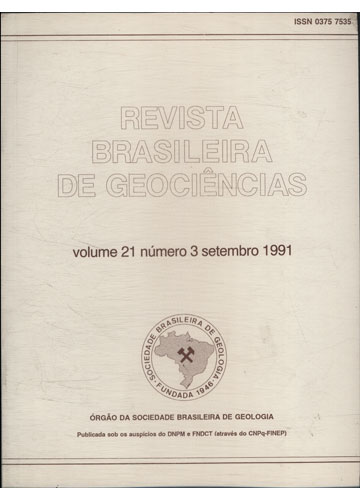 ISSN 0375 7535
REVISTA
BRASILEIRA
DE GEOCIÊNCIAS
volume 21 número 3 setembro 1991
SOCIEDADE BRASILEIRA DE GEOLOGIA
FUNDADA 1946
ÓRGÃO DA SOCIEDADE BRASILEIRA DE GEOLOGIA
Publicada sob os auspícios do DNPM e FNDCT (através do CNPq-FINEP)